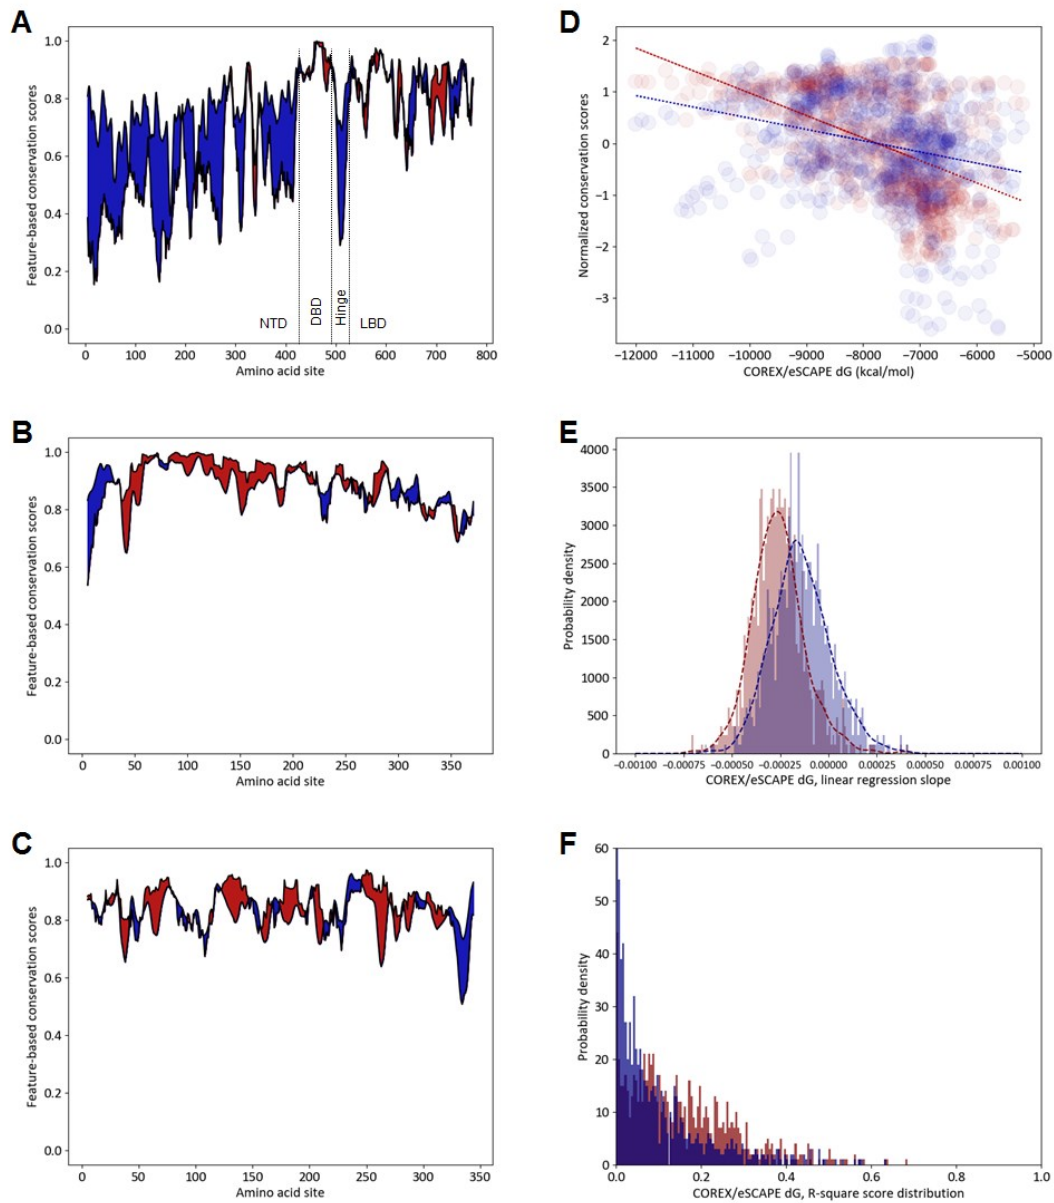 A
Feature-based conservation scores
1.0
0.8
0.6
0.4
0.2
0.0
NTD
DBD
Hinge
LBD
0 100 200 300 400 500 600 700 800
Amino acid site
B
Feature-based conservation scores
1.0
0.8
0.6
0.4
0.2
0.0
0 50 100 150 200 250 300 350
Amino acid site
C
Feature-based conservation scores
1.0
0.8
0.6
0.4
0.2
0.0
0 50 100 150 200 250 300 350
Amino acid site
D
Normalized conservation scores
2
1
0
−1
−2
−3
−12000 −11000 −10000 −9000 −8000 −7000 −6000 −5000
COREX/eSCAPE dG (kcal/mol)
E
Probability density
4000
3500
3000
2500
2000
1500
1000
500
0
−0.00100 −0.00075 −0.00050 −0.00025 0.00000 0.00025 0.00050 0.00075 0.00100
COREX/eSCAPE dG, linear regression slope
F
Probability density
60
50
40
30
20
10
0
0.0 0.2 0.4 0.6 0.8 1.0
COREX/eSCAPE dG, R-square score distribution